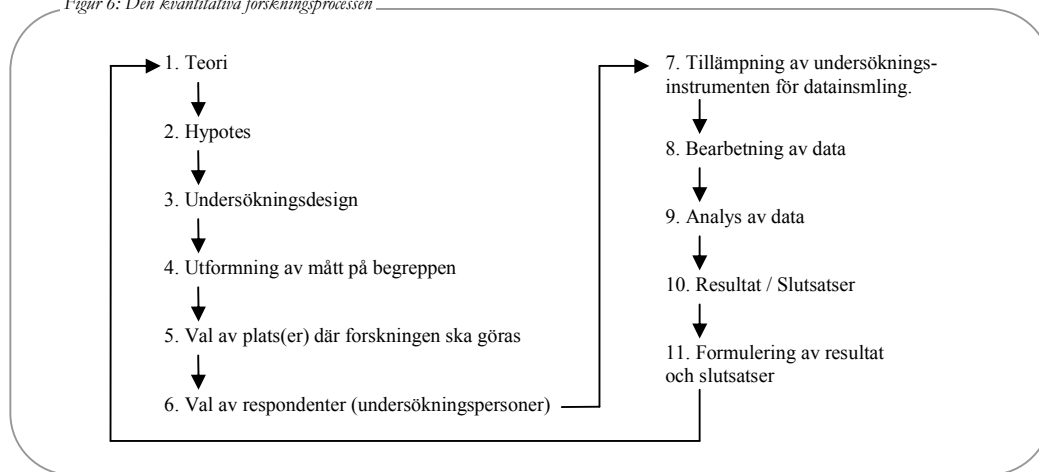 Figur 6: Den kvantitativa forskningsprocessen
1. Teori
2. Hypotes
3. Undersökningsdesign
4. Utformning av mått på begreppen
5. Val av plats(er) där forskningen ska göras
6. Val av respondenter (undersökningspersoner)
7. Tillämpning av undersöknings-
instrumenten för datainsmling.
8. Bearbetning av data
9. Analys av data
10. Resultat / Slutsatser
11. Formulering av resultat
och slutsatser